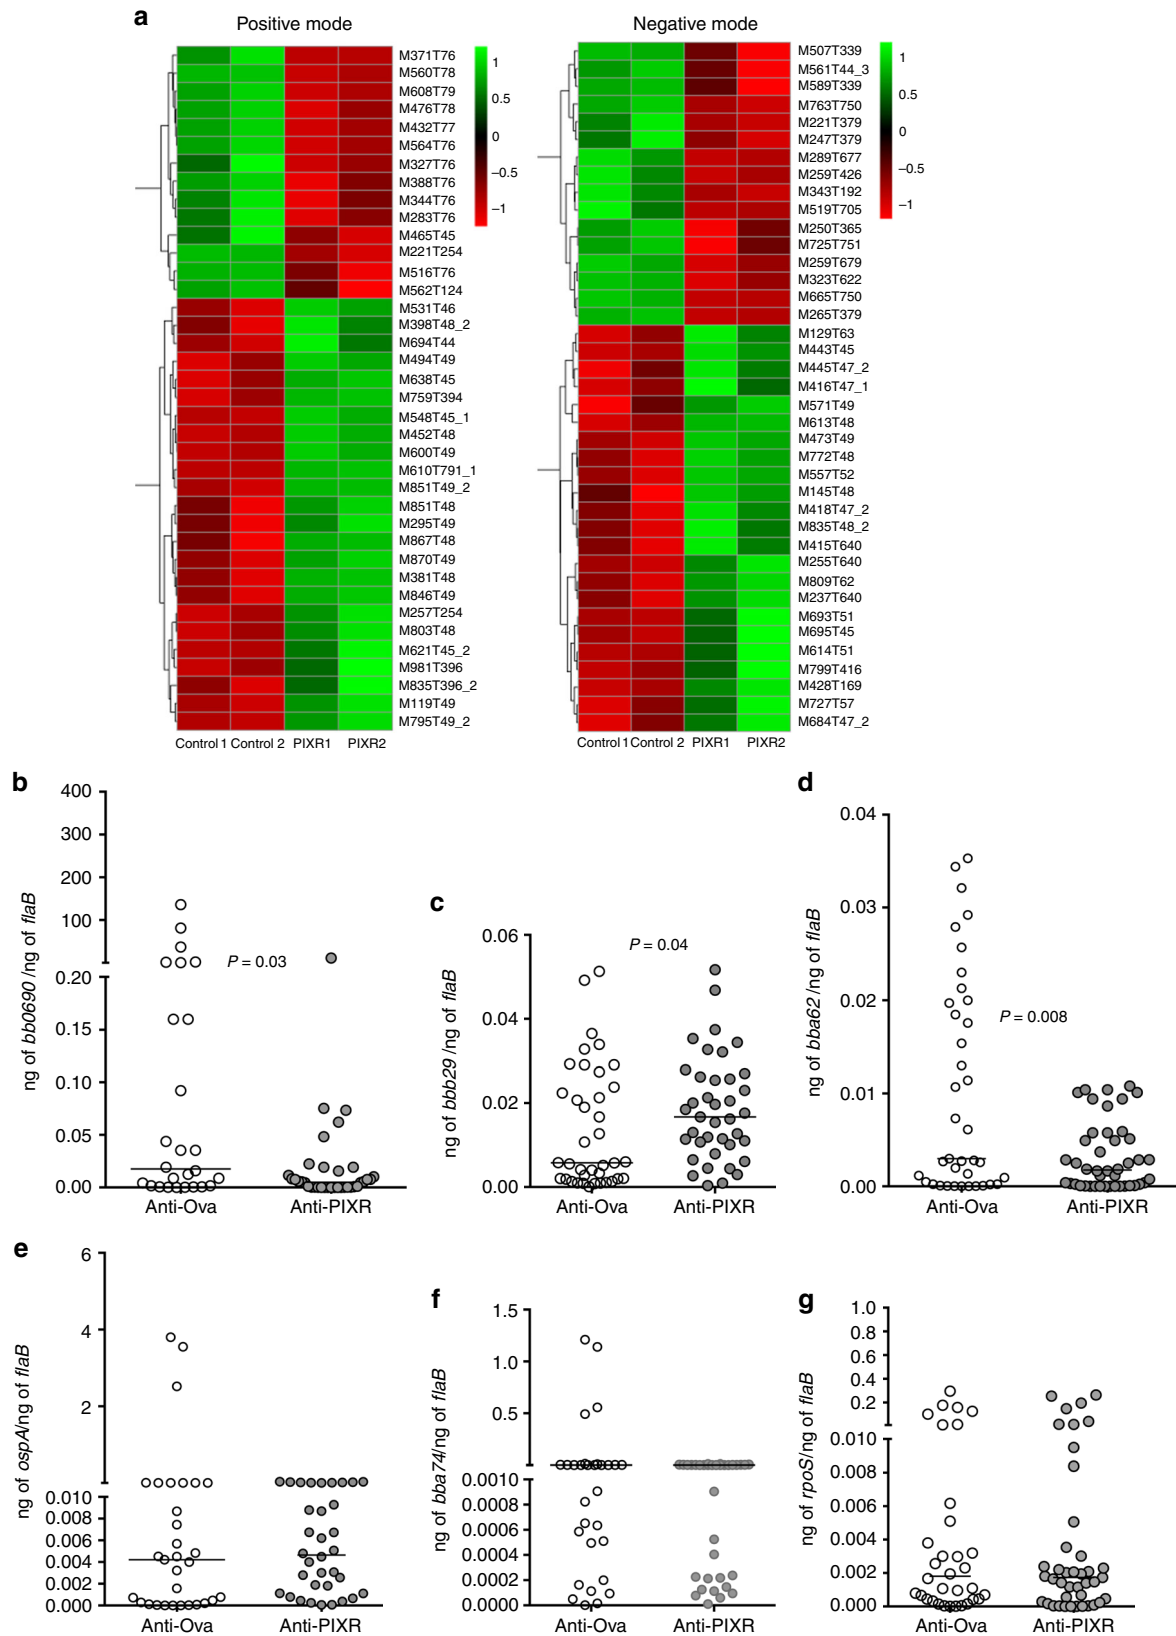 a
Positive mode
Negative mode
M371T76
M560T78
M608T79
M476T78
M432T77
M564T76
M327T76
M388T76
M344T76
M283T76
M465T45
M221T254
M516T76
M562T124
M531T46
M398T48_2
M694T44
M494T49
M638T45
M759T394
M548T45_1
M452T48
M600T49
M610T791_1
M851T49_2
M851T48
M295T49
M867T48
M870T49
M381T48
M846T49
M257T254
M803T48
M621T45_2
M981T396
M835T396_2
M119T49
M795T49_2
1
0.5
0
−0.5
−1
Control 1 Control 2 PIXR1 PIXR2
M507T339
M561T44_3
M589T339
M763T750
M221T379
M247T379
M289T677
M259T426
M343T192
M519T705
M250T365
M725T751
M259T679
M323T622
M665T750
M265T379
M129T63
M443T45
M445T47_2
M416T47_1
M571T49
M613T48
M473T49
M772T48
M557T52
M145T48
M418T47_2
M835T48_2
M415T640
M255T640
M809T62
M237T640
M693T51
M695T45
M614T51
M799T416
M428T169
M727T57
M684T47_2
1
0.5
0
−0.5
−1
Control 1 Control 2 PIXR1 PIXR2
b
ng of bb0690/ng of flaB
400
300
200
100
0.20
0.15
0.10
0.05
0.00
P = 0.03
Anti-Ova Anti-PIXR
c
ng of bbb29/ng of flaB
0.06
0.04
0.02
0.00
P = 0.04
Anti-Ova Anti-PIXR
d
ng of bba62/ng of flaB
0.04
0.03
0.02
0.01
0.00
P = 0.008
Anti-Ova Anti-PIXR
e
ng of ospA/ng of flaB
6
4
2
0.010
0.008
0.006
0.004
0.002
0.000
Anti-Ova Anti-PIXR
f
ng of bba74/ng of flaB
1.5
1.0
0.5
0.0010
0.0008
0.0006
0.0004
0.0002
0.0000
Anti-Ova Anti-PIXR
g
ng of rpoS/ng of flaB
1.0
0.8
0.6
0.4
0.2
0.010
0.008
0.006
0.004
0.002
0.000
Anti-Ova Anti-PIXR